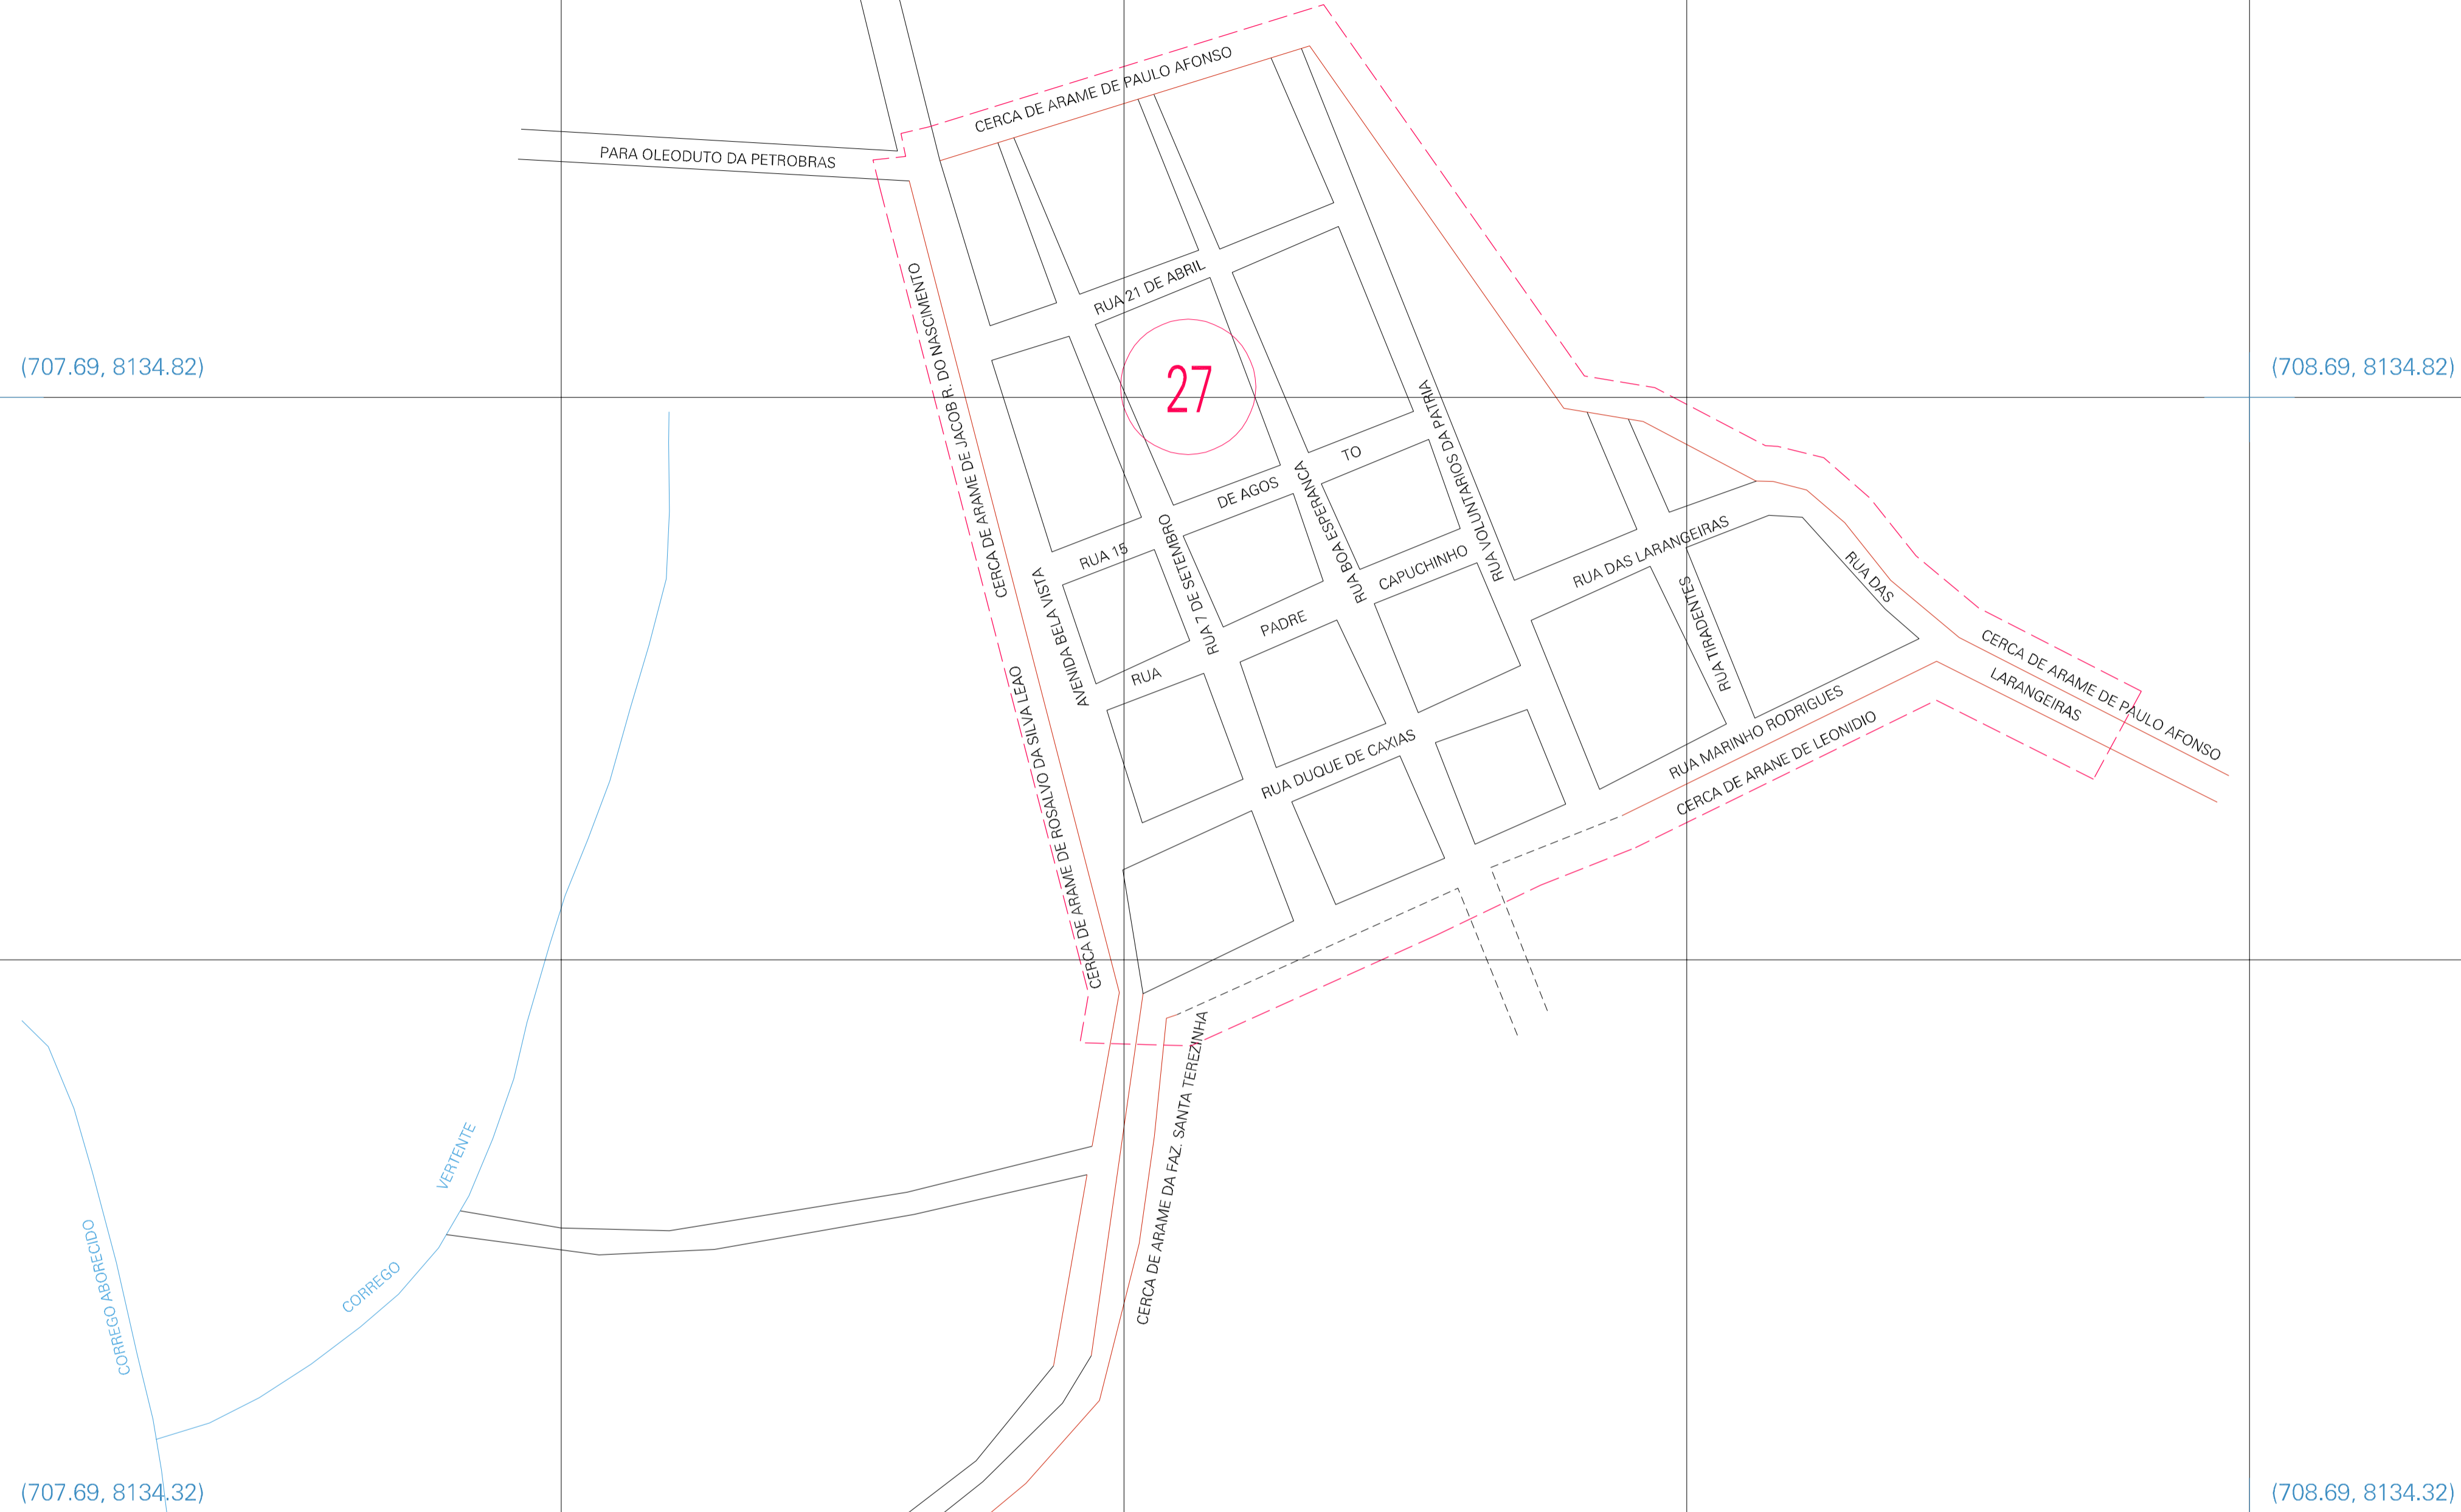 CERCA DE ARAME DE PAULO AFONSO
PARA OLEODUTO DA PETROBRAS
RUA 21 DE ABRIL
CERCA DE ARAME DE JACOB R. DO NASCIMENTO
(707.69, 8134.82)
27
(708.69, 8134.82)
RUA VOLUNTARIOS DA PATRIA
RUA 15
DE AGOS
TO
RUA BOA ESPERANCA
RUA 7 DE SETEMBRO
AVENIDA BELA VISTA
RUA
PADRE
CAPUCHINHO
RUA DAS LARANGEIRAS
RUA TIRADENTES
RUA DAS
LARANGEIRAS
CERCA DE ARAME DE PAULO AFONSO
RUA MARINHO RODRIGUES
CERCA DE ARANE DE LEONIDIO
RUA DUQUE DE CAXIAS
CERCA DE ARAME DE ROSALVO DA SILVA LEAO
CERCA DE ARAME DA FAZ. SANTA TEREZINHA
VERTENTE
CORREGO
CORREGO ABORECIDO
(707.69, 8134.32)
(708.69, 8134.32)